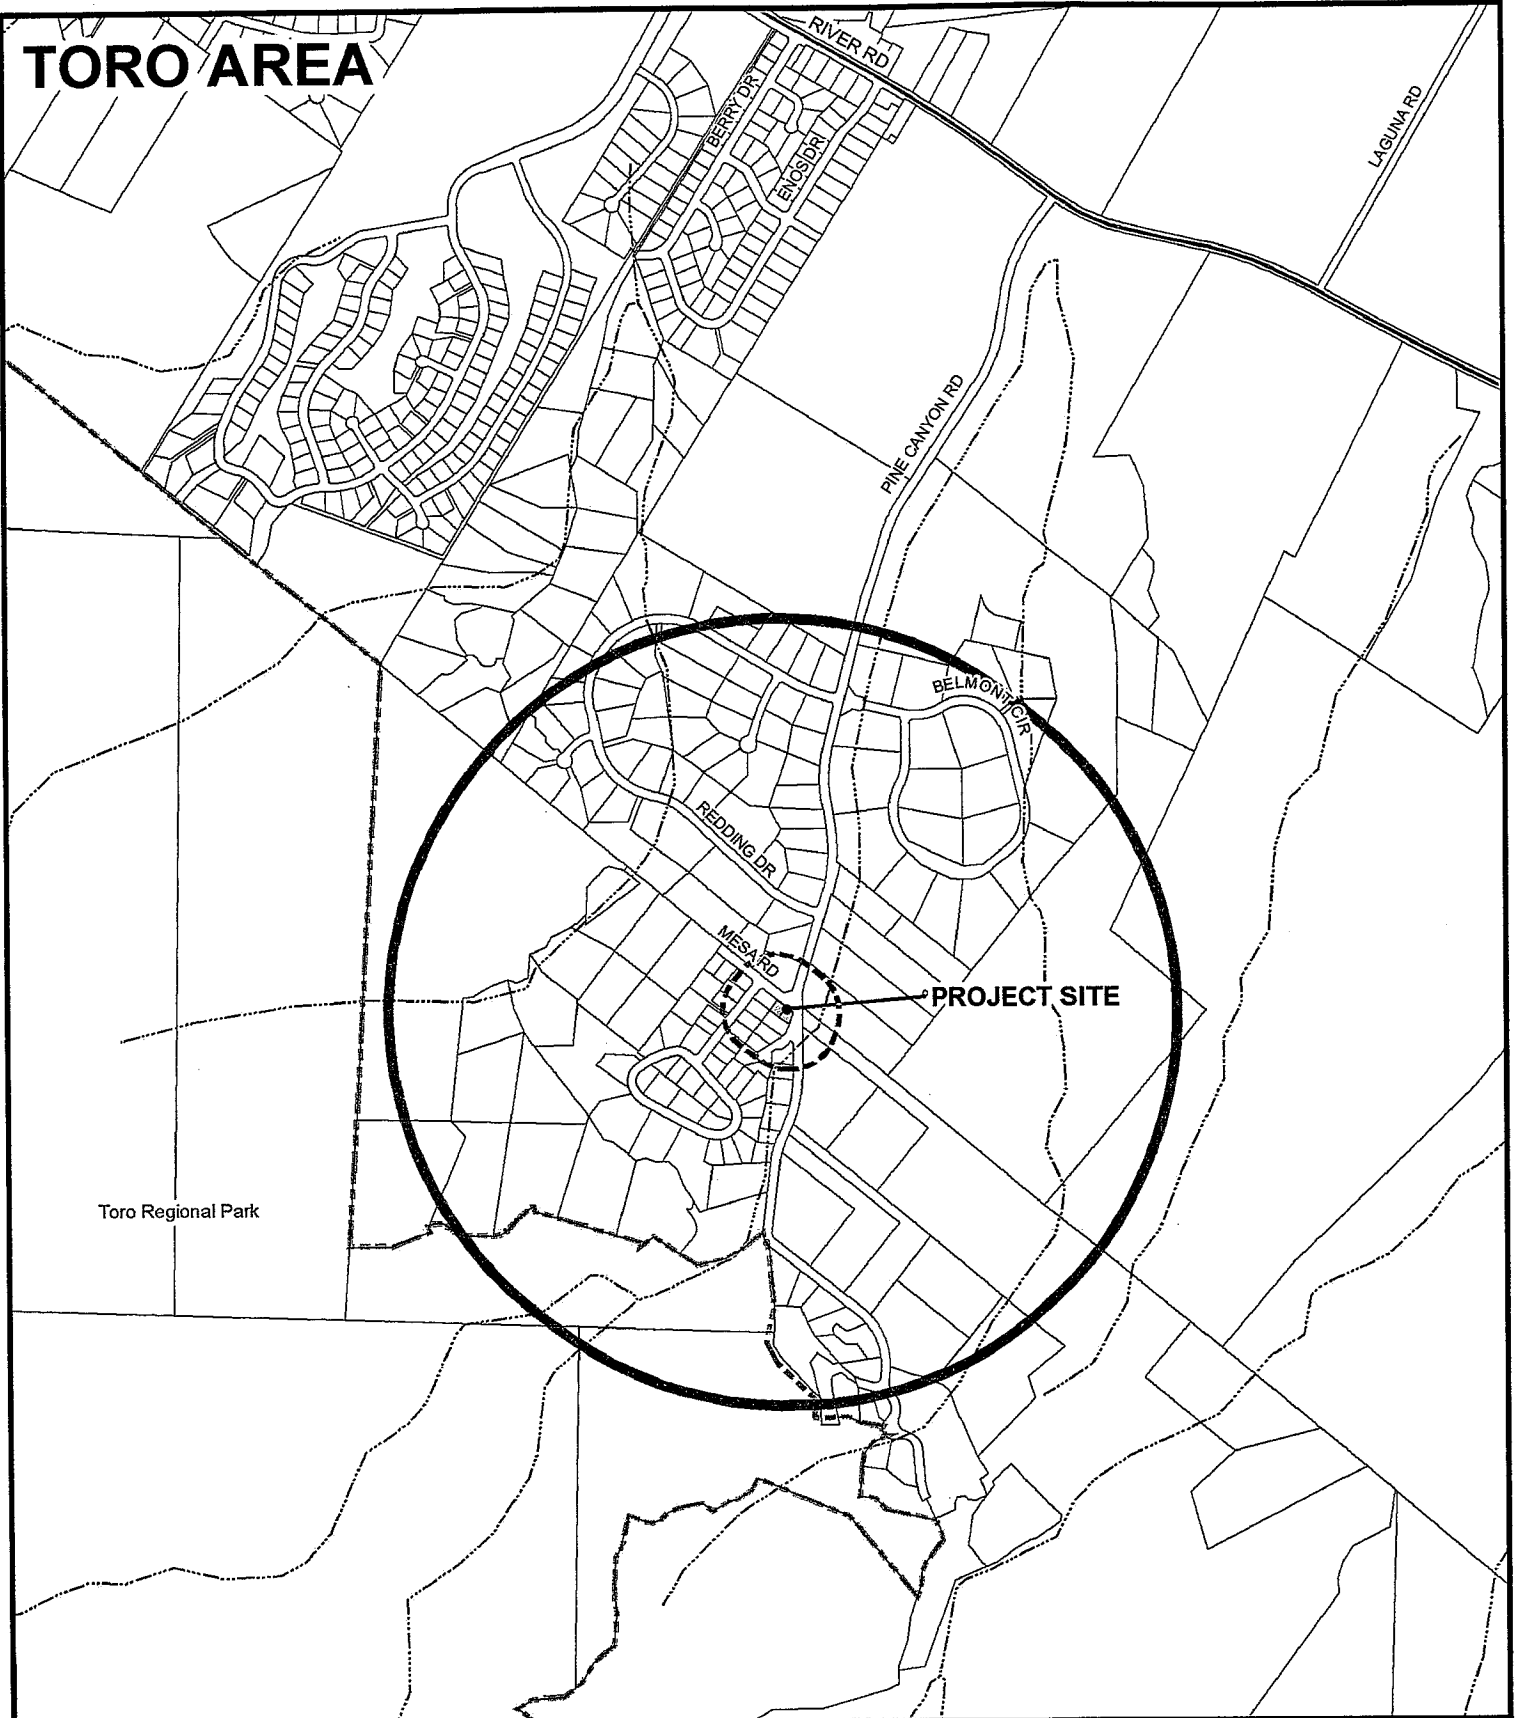 TORO AREA
RIVER RD
BERRY DR
ENOS DR
LAGUNA RD
PINE CANYON RD
BELMONT CIR
REDDING DR
MESA RD
PROJECT SITE
Toro Regional Park